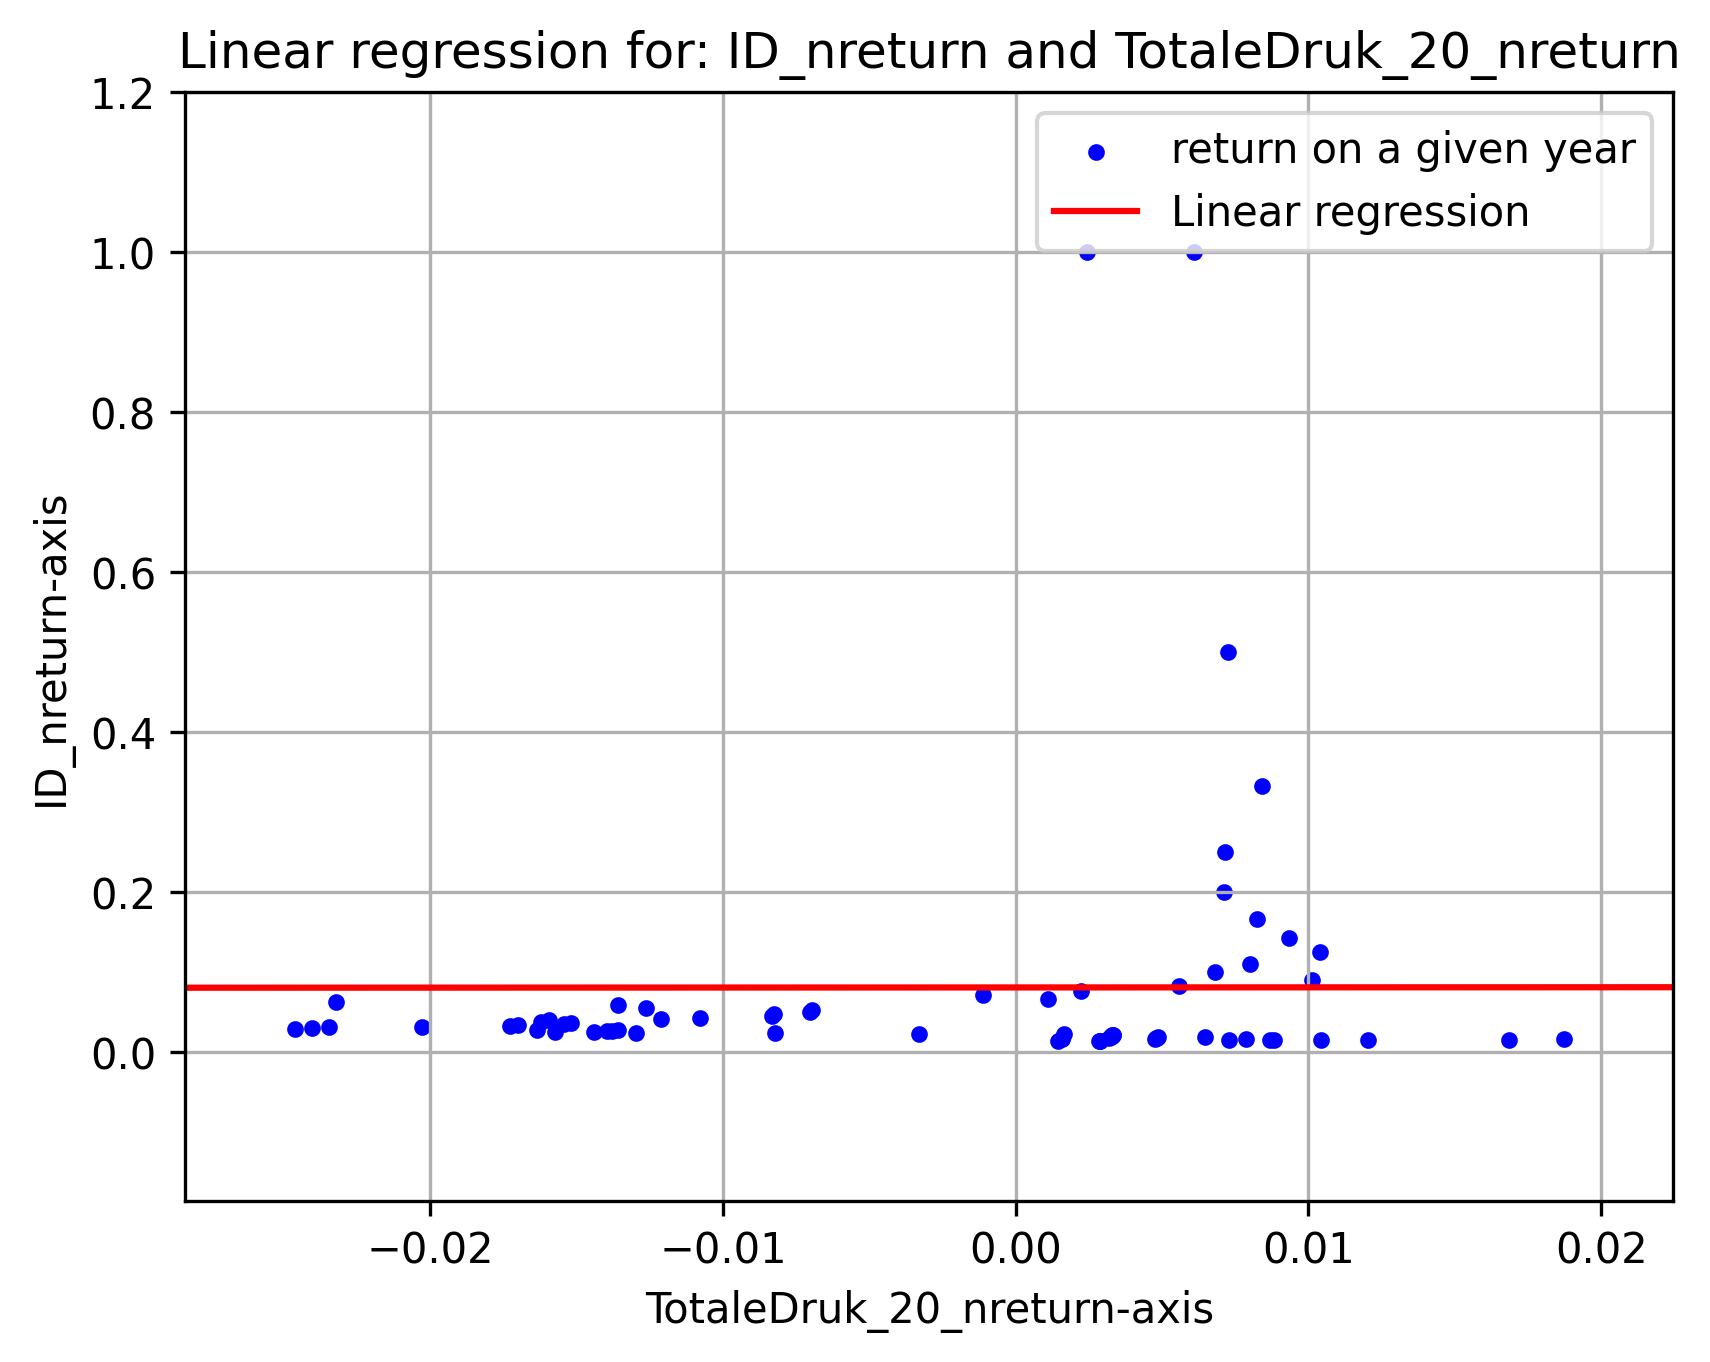 Linear regression for: ID_nreturn and TotaleDruk_20_nreturn
1.2
1.0
0.8
0.6
0.4
0.2
0.0
ID_nreturn-axis
return on a given year
Linear regression
−0.02
−0.01
0.00
0.01
0.02
TotaleDruk_20_nreturn-axis